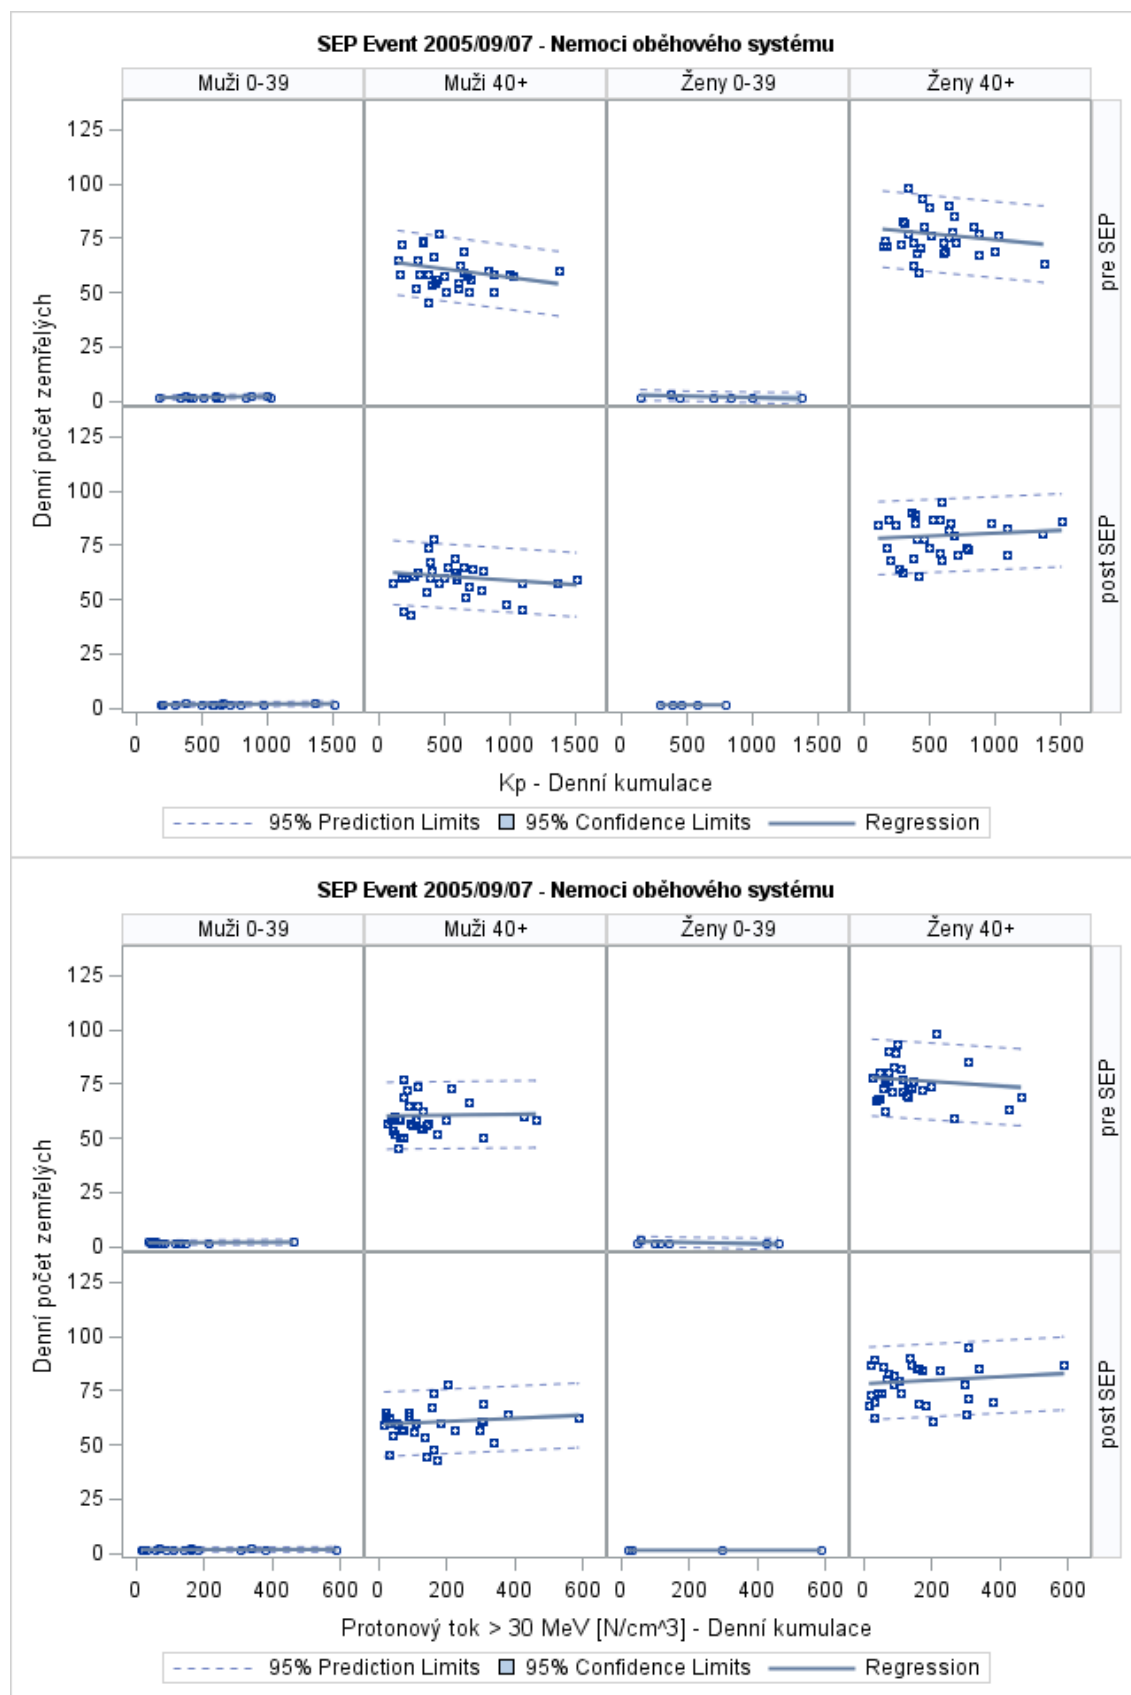 SEP Event 2005/09/07 - Nemoci oběhového systému
Muži 0-39 Muži 40+ Ženy 0-39 Ženy 40+
Denní počet zemřelých
125
100
75
50
25
0
pre SEP
125
100
75
50
25
0
post SEP
0 500 1000 1500 0 500 1000 1500 0 500 1000 1500 0 500 1000 1500
Kp - Denní kumulace
95% Prediction Limits 95% Confidence Limits Regression
SEP Event 2005/09/07 - Nemoci oběhového systému
Muži 0-39 Muži 40+ Ženy 0-39 Ženy 40+
Denní počet zemřelých
125
100
75
50
25
0
pre SEP
125
100
75
50
25
0
post SEP
0 200 400 600 0 200 400 600 0 200 400 600 0 200 400 600
Protonový tok > 30 MeV [N/cm^3] - Denní kumulace
95% Prediction Limits 95% Confidence Limits Regression